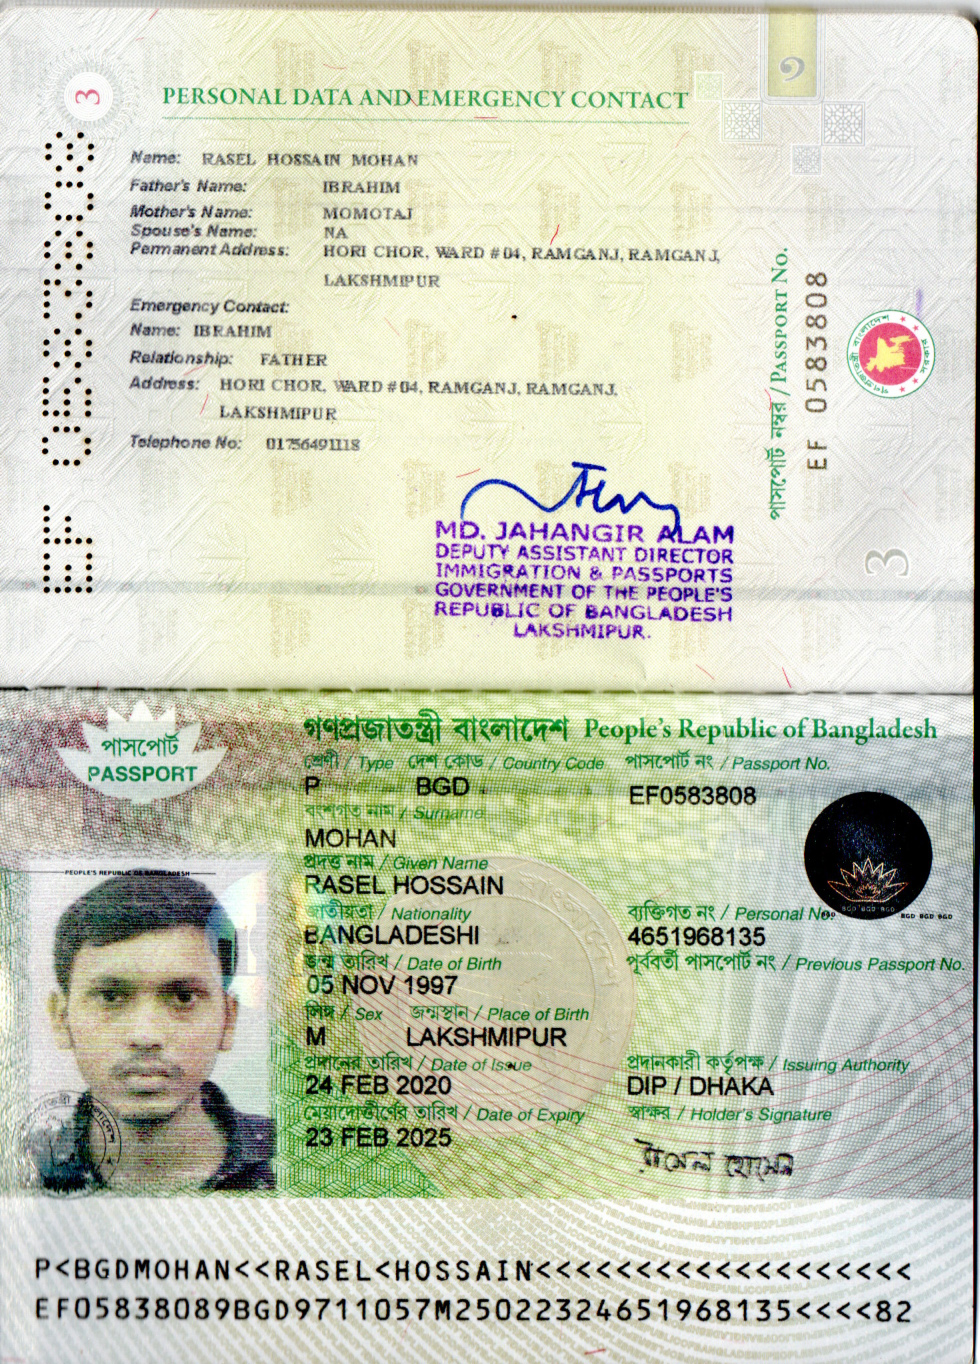 3
PERSONAL DATA AND EMERGENCY CONTACT
Name: RASEL HOSSAIN MOHAN
Father's Name: IBRAHIM
Mother's Name: MOMOTAJ
Spouse's Name: NA
Permanent Address: HORI CHOR, WARD # 04, RAMGANJ, RAMGANJ,
LAKSHMIPUR
Emergency Contact:
Name: IBRAHIM
Relationship: FATHER
Address: HORI CHOR, WARD # 04, RAMGANJ, RAMGANJ,
LAKSHMIPUR
Telephone No: 01756491118
EF 0583808
পাসপোর্ট নম্বর / PASSPORT No.
EF 0583808
৩
MD. JAHANGIR ALAM
DEPUTY ASSISTANT DIRECTOR
IMMIGRATION & PASSPORTS
GOVERNMENT OF THE PEOPLE'S
REPUBLIC OF BANGLADESH
LAKSHMIPUR.
গণপ্রজাতন্ত্রী বাংলাদেশ People's Republic of Bangladesh
পাসপোর্ট
PASSPORT
শ্রেণী / Type দেশ কোড / Country Code পাসপোর্ট নং / Passport No.
P BGD EF0583808
বংশগত নাম / Surname
MOHAN
প্রদত্ত নাম / Given Name
RASEL HOSSAIN
জাতীয়তা / Nationality ব্যক্তিগত নং / Personal No.
BANGLADESHI 4651968135
জন্ম তারিখ / Date of Birth পূর্ববর্তী পাসপোর্ট নং / Previous Passport No.
05 NOV 1997
লিঙ্গ / Sex জন্মস্থান / Place of Birth
M LAKSHMIPUR
প্রদানের তারিখ / Date of Issue প্রদানকারী কর্তৃপক্ষ / Issuing Authority
24 FEB 2020 DIP / DHAKA
মেয়াদোত্তীর্ণের তারিখ / Date of Expiry স্বাক্ষর / Holder's Signature
23 FEB 2025
রাসেল হোসেন
PEOPLE'S REPUBLIC OF BANGLADESH
BGD BGD BGD
BGD BGD BGD
P<BGDMOHAN<<RASEL<HOSSAIN<<<<<<<<<<<<<<<<<<<
EF05838089BGD9711057M25022324651968135<<<<82